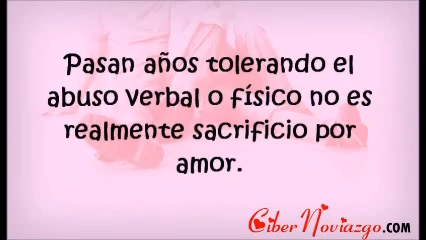 Pasan años tolerando el
abuso verbal o físico no es
realmente sacrificio por
amor.
CiberNoviazgo.com